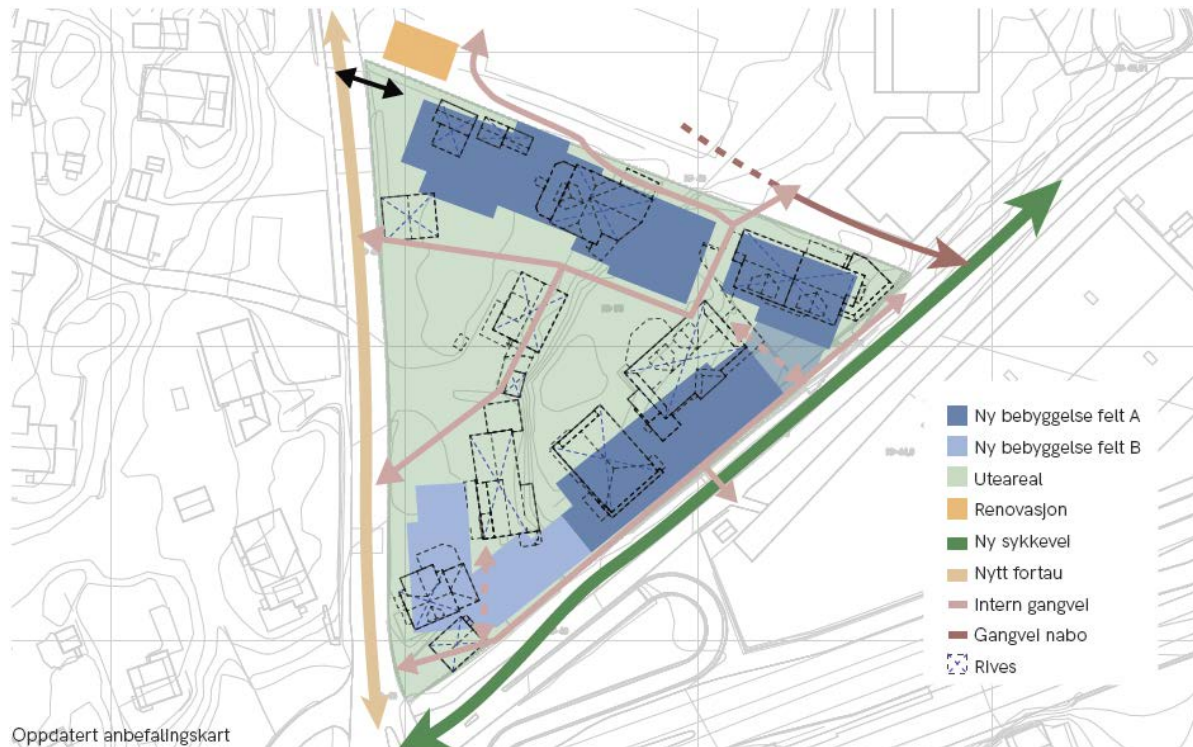 Ny bebyggelse felt A
Ny bebyggelse felt B
Uteareal
Renovasjon
Ny sykkevei
Nytt fortau
Intern gangvei
Gangvei nabo
Rives
Oppdatert anbefalingskart